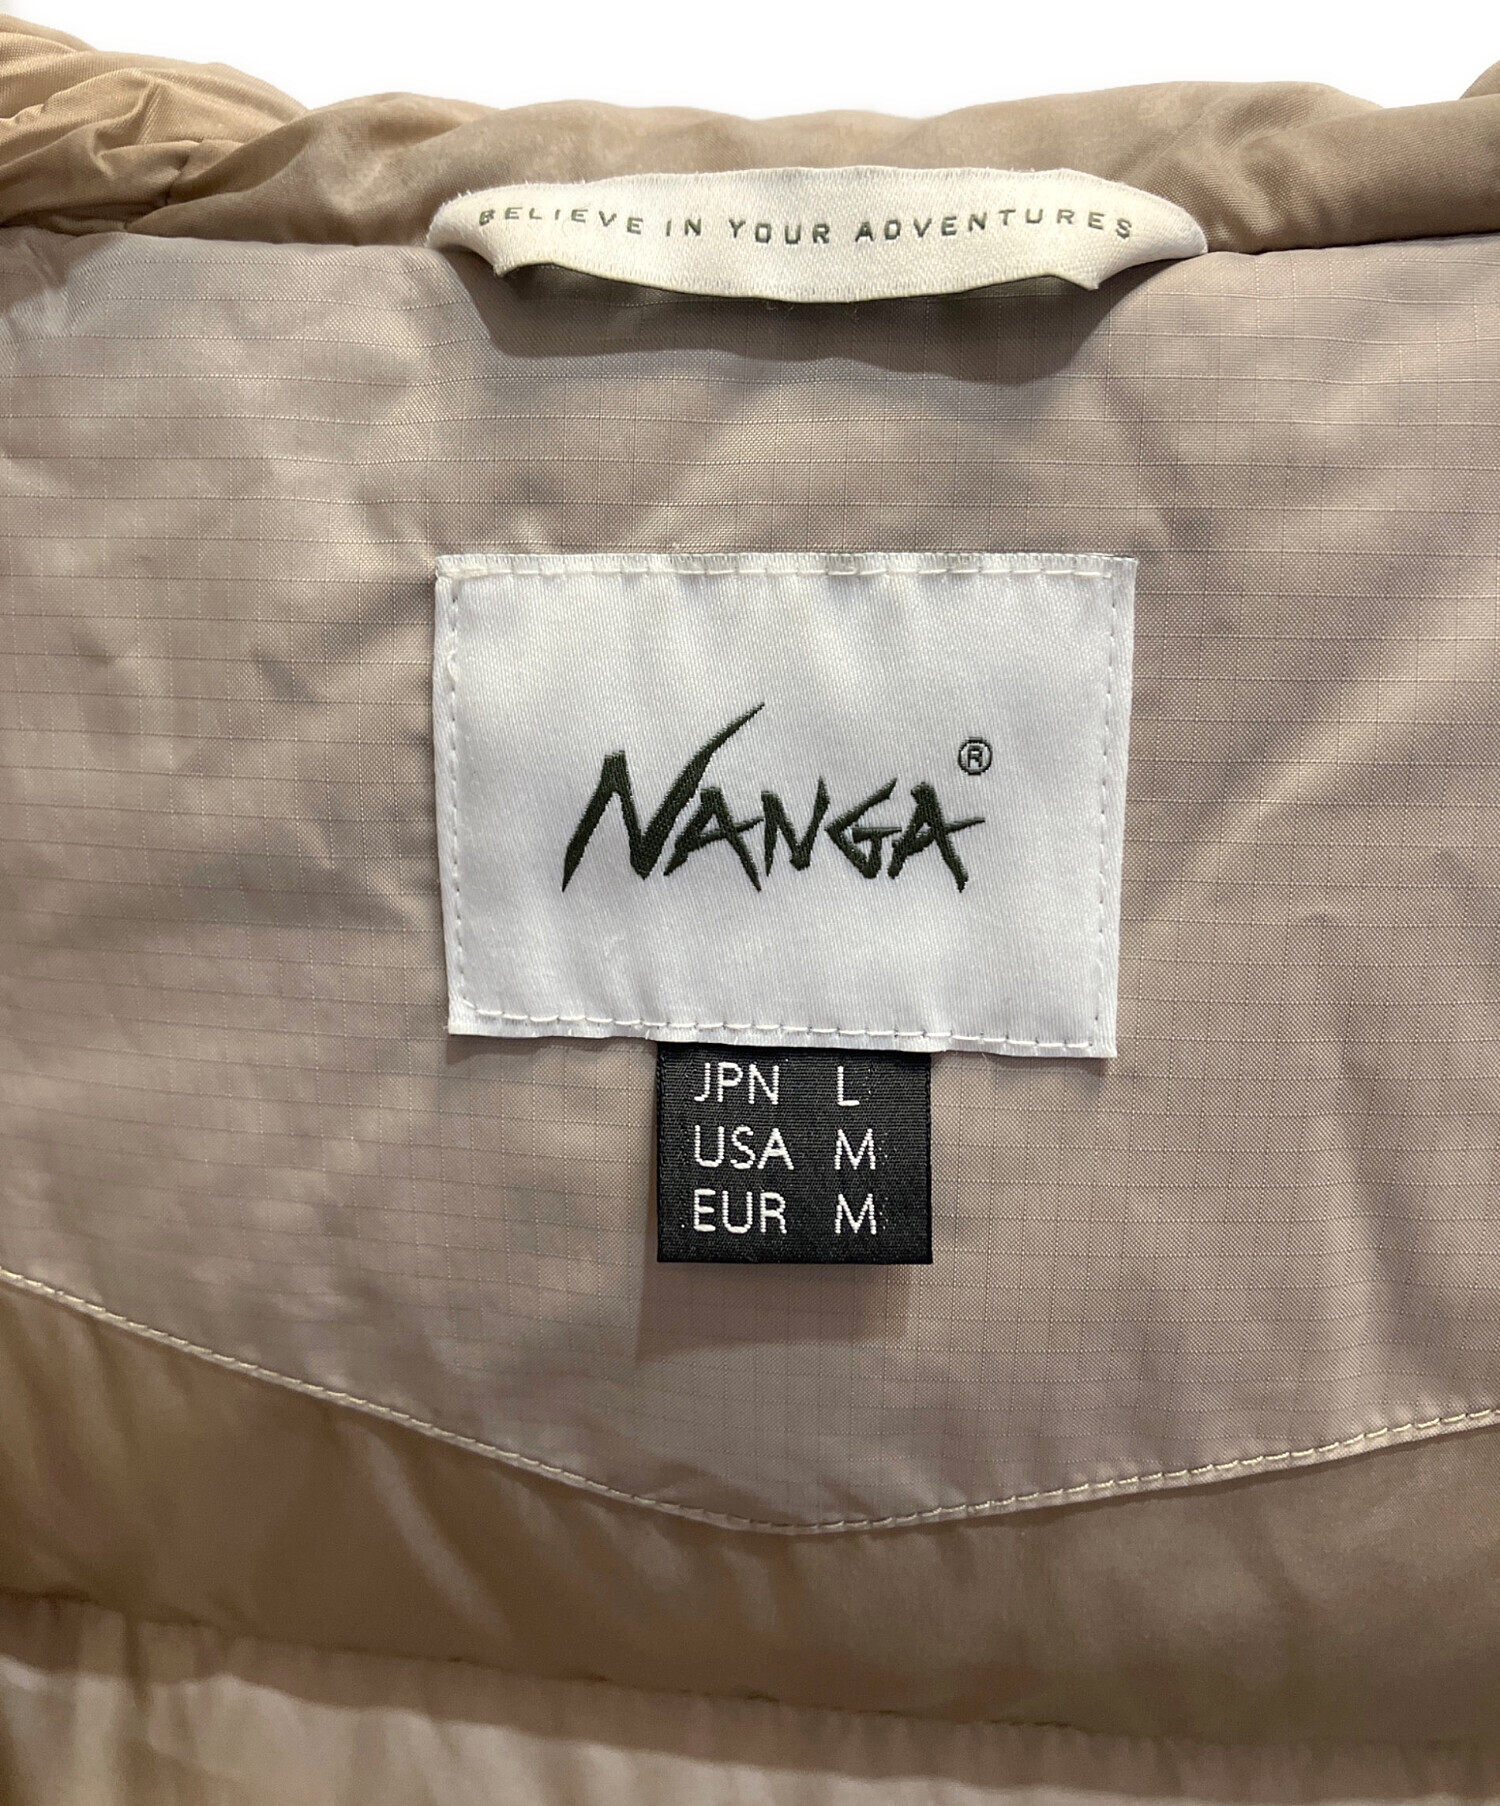 BELIEVE IN YOUR ADVENTURES
NANGA®
JPN L
USA M
EUR M